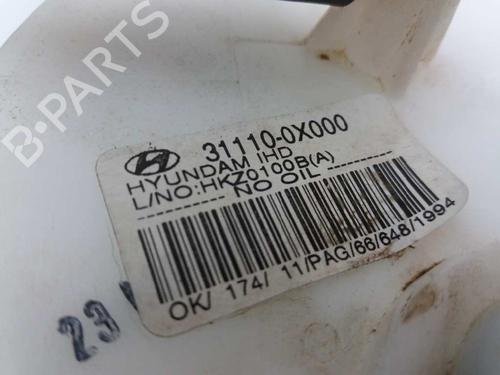 B-PARTS
31110-0X000
HYUNDAM IHD
L/NO:HKZ0100B(A)
NO OIL
OK/ 174/ 11/PAG/66/648/1994
23